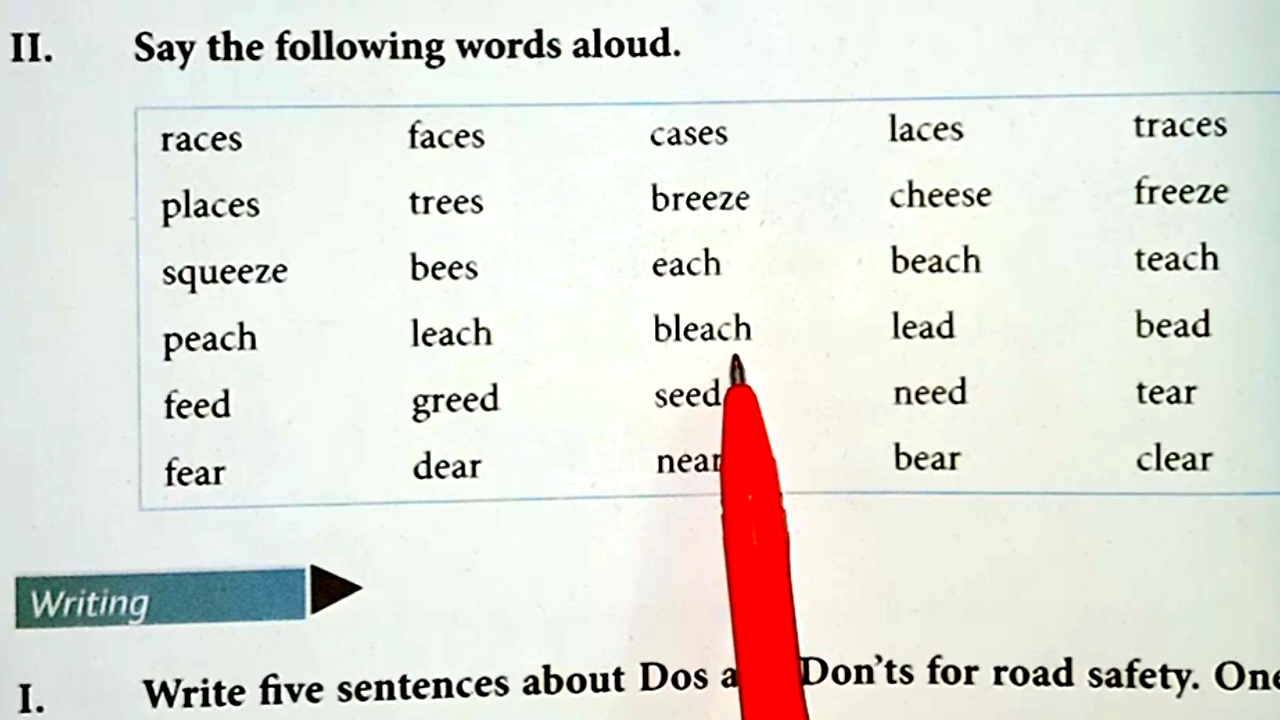 II. Say the following words aloud.
races faces cases laces traces
places trees breeze cheese freeze
squeeze bees each beach teach
peach leach bleach lead bead
feed greed seed need tear
fear dear near bear clear
Writing
I. Write five sentences about Dos Don'ts for road safety. One